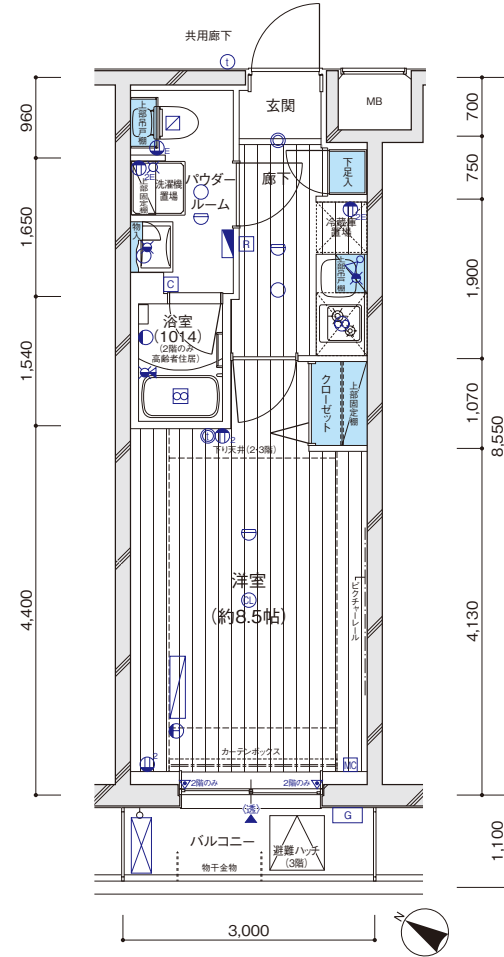 共用廊下
t
玄関
MB
960
700
上部吊戸棚
E
下足入
750
2E
洗濯機
置場
上部固定棚
パウダー
ルーム
廊下
2E
冷蔵庫
置場
1,650
物入
R
上部吊戸棚
1,900
C
浴室
(1014)
(2階のみ
高齢者住居)
1,540
クローゼット
上部固定棚
1,070
8,550
t
2
下り天井(2・3階)
洋室
(約8.5帖)
CL
ピクチャーレール
4,400
4,130
カーテンボックス
2
MC
2階のみ
2階のみ
(透)
G
バルコニー
避難ハッチ
(3階)
物干金物
1,100
3,000
N